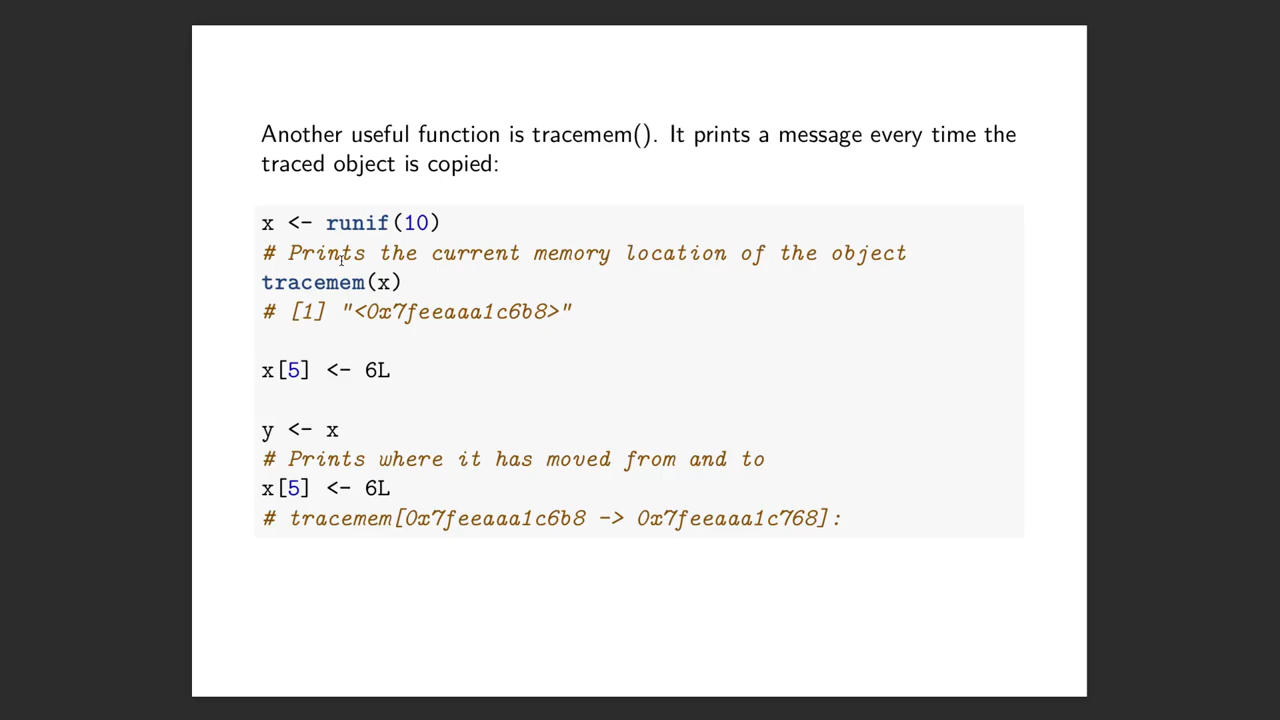 Another useful function is tracemem(). It prints a message every time the
traced object is copied:
x <- runif(10)
# Prints the current memory location of the object
tracemem(x)
# [1] "<0x7feeaaa1c6b8>"
x[5] <- 6L
y <- x
# Prints where it has moved from and to
x[5] <- 6L
# tracemem[0x7feeaaa1c6b8 -> 0x7feeaaa1c768]: